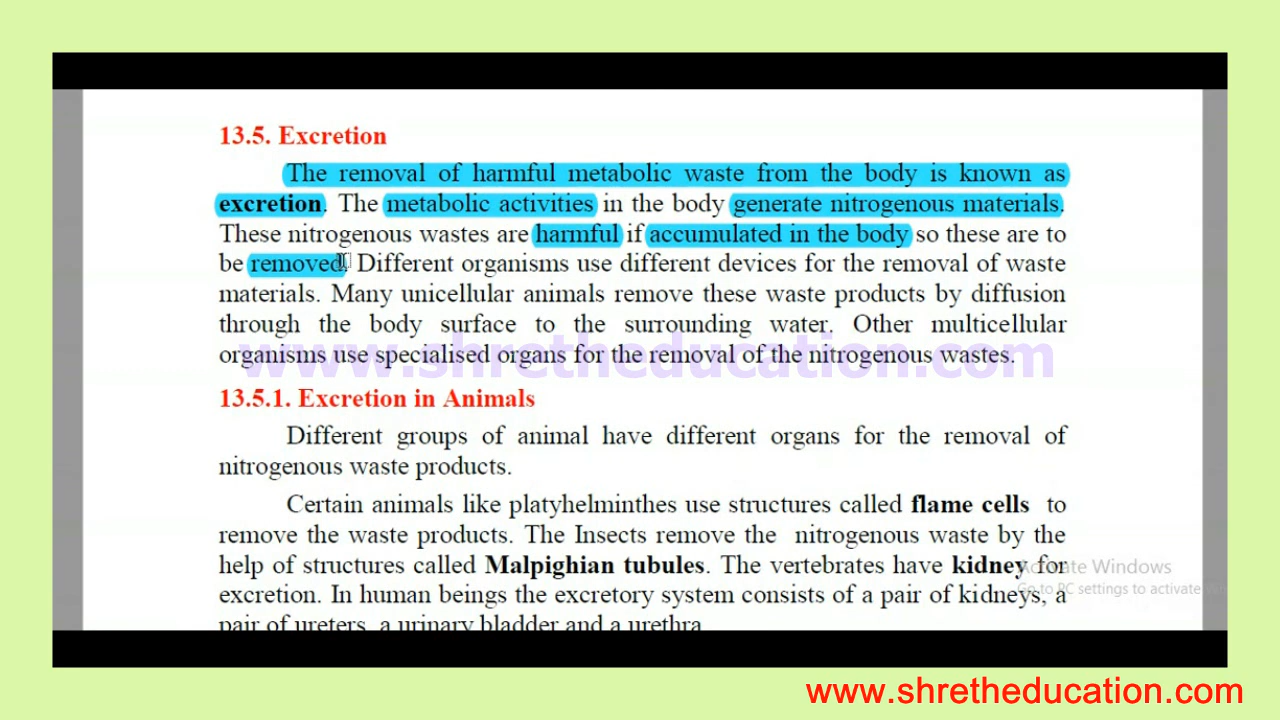 13.5. Excretion
The removal of harmful metabolic waste from the body is known as
excretion. The metabolic activities in the body generate nitrogenous materials.
These nitrogenous wastes are harmful if accumulated in the body so these are to
be removed. Different organisms use different devices for the removal of waste
materials. Many unicellular animals remove these waste products by diffusion
through the body surface to the surrounding water. Other multicellular
organisms use specialised organs for the removal of the nitrogenous wastes.
www.shretheducation.com
13.5.1. Excretion in Animals
Different groups of animal have different organs for the removal of
nitrogenous waste products.
Certain animals like platyhelminthes use structures called flame cells to
remove the waste products. The Insects remove the nitrogenous waste by the
help of structures called Malpighian tubules. The vertebrates have kidney for
excretion. In human beings the excretory system consists of a pair of kidneys, a
pair of ureters, a urinary bladder and a urethra
Activate Windows
Go to PC settings to activate
www.shretheducation.com